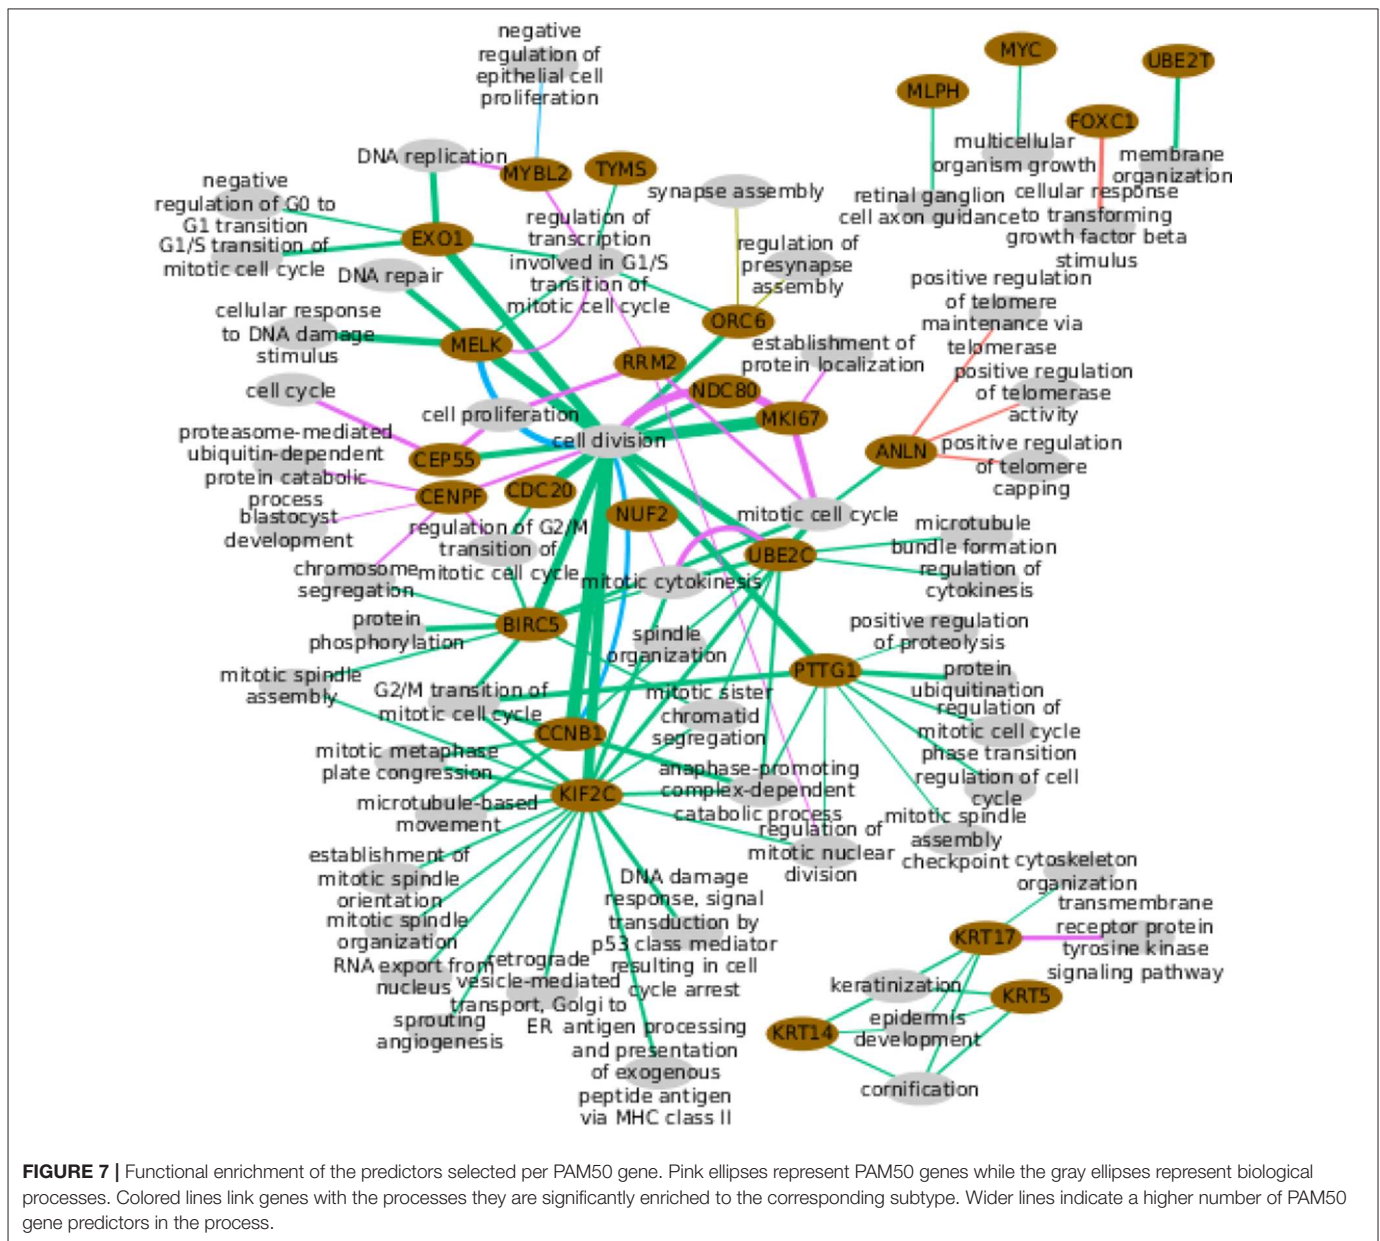 negative
regulation of
epithelial cell
proliferation
MYC
UBE2T
MLPH
FOXC1
multicellular
organism growth
membrane
organization
retinal ganglion
cell axon guidance
cellular response
to transforming
growth factor beta
stimulus
DNA replication
MYBL2
TYMS
synapse assembly
negative
regulation of G0 to
G1 transition
G1/S transition of
mitotic cell cycle
EXO1
regulation of
transcription
involved in G1/S
transition of
mitotic cell cycle
regulation of
presynapse
assembly
DNA repair
ORC6
positive regulation
of telomere
maintenance via
telomerase
cellular response
to DNA damage
stimulus
MELK
RRM2
establishment of
protein localization
positive regulation
of telomerase
activity
cell cycle
NDC80
MKI67
cell proliferation
cell division
ANLN
positive regulation
of telomere
capping
proteasome-mediated
ubiquitin-dependent
protein catabolic
process
CEP55
CENPF
CDC20
NUF2
mitotic cell cycle
blastocyst
development
regulation of G2/M
transition of
mitotic cell cycle
UBE2C
microtubule
bundle formation
regulation of
cytokinesis
chromosome
segregation
mitotic cytokinesis
protein
phosphorylation
BIRC5
spindle
organization
positive regulation
of proteolysis
PTTG1
protein
ubiquitination
mitotic spindle
assembly
G2/M transition of
mitotic cell cycle
mitotic sister
chromatid
segregation
regulation of
mitotic cell cycle
phase transition
CCNB1
mitotic metaphase
plate congression
KIF2C
anaphase-promoting
complex-dependent
catabolic process
regulation of cell
cycle
microtubule-based
movement
regulation of
mitotic nuclear
division
mitotic spindle
assembly
checkpoint
establishment of
mitotic spindle
orientation
DNA damage
response, signal
transduction by
p53 class mediator
resulting in cell
cycle arrest
cytoskeleton
organization
mitotic spindle
organization
transmembrane
receptor protein
tyrosine kinase
signaling pathway
KRT17
RNA export from
nucleus
retrograde
vesicle-mediated
transport, Golgi to
ER
keratinization
KRT5
sprouting
angiogenesis
antigen processing
and presentation
of exogenous
peptide antigen
via MHC class II
KRT14
epidermis
development
cornification
FIGURE 7 | Functional enrichment of the predictors selected per PAM50 gene. Pink ellipses represent PAM50 genes while the gray ellipses represent biological
processes. Colored lines link genes with the processes they are significantly enriched to the corresponding subtype. Wider lines indicate a higher number of PAM50
gene predictors in the process.